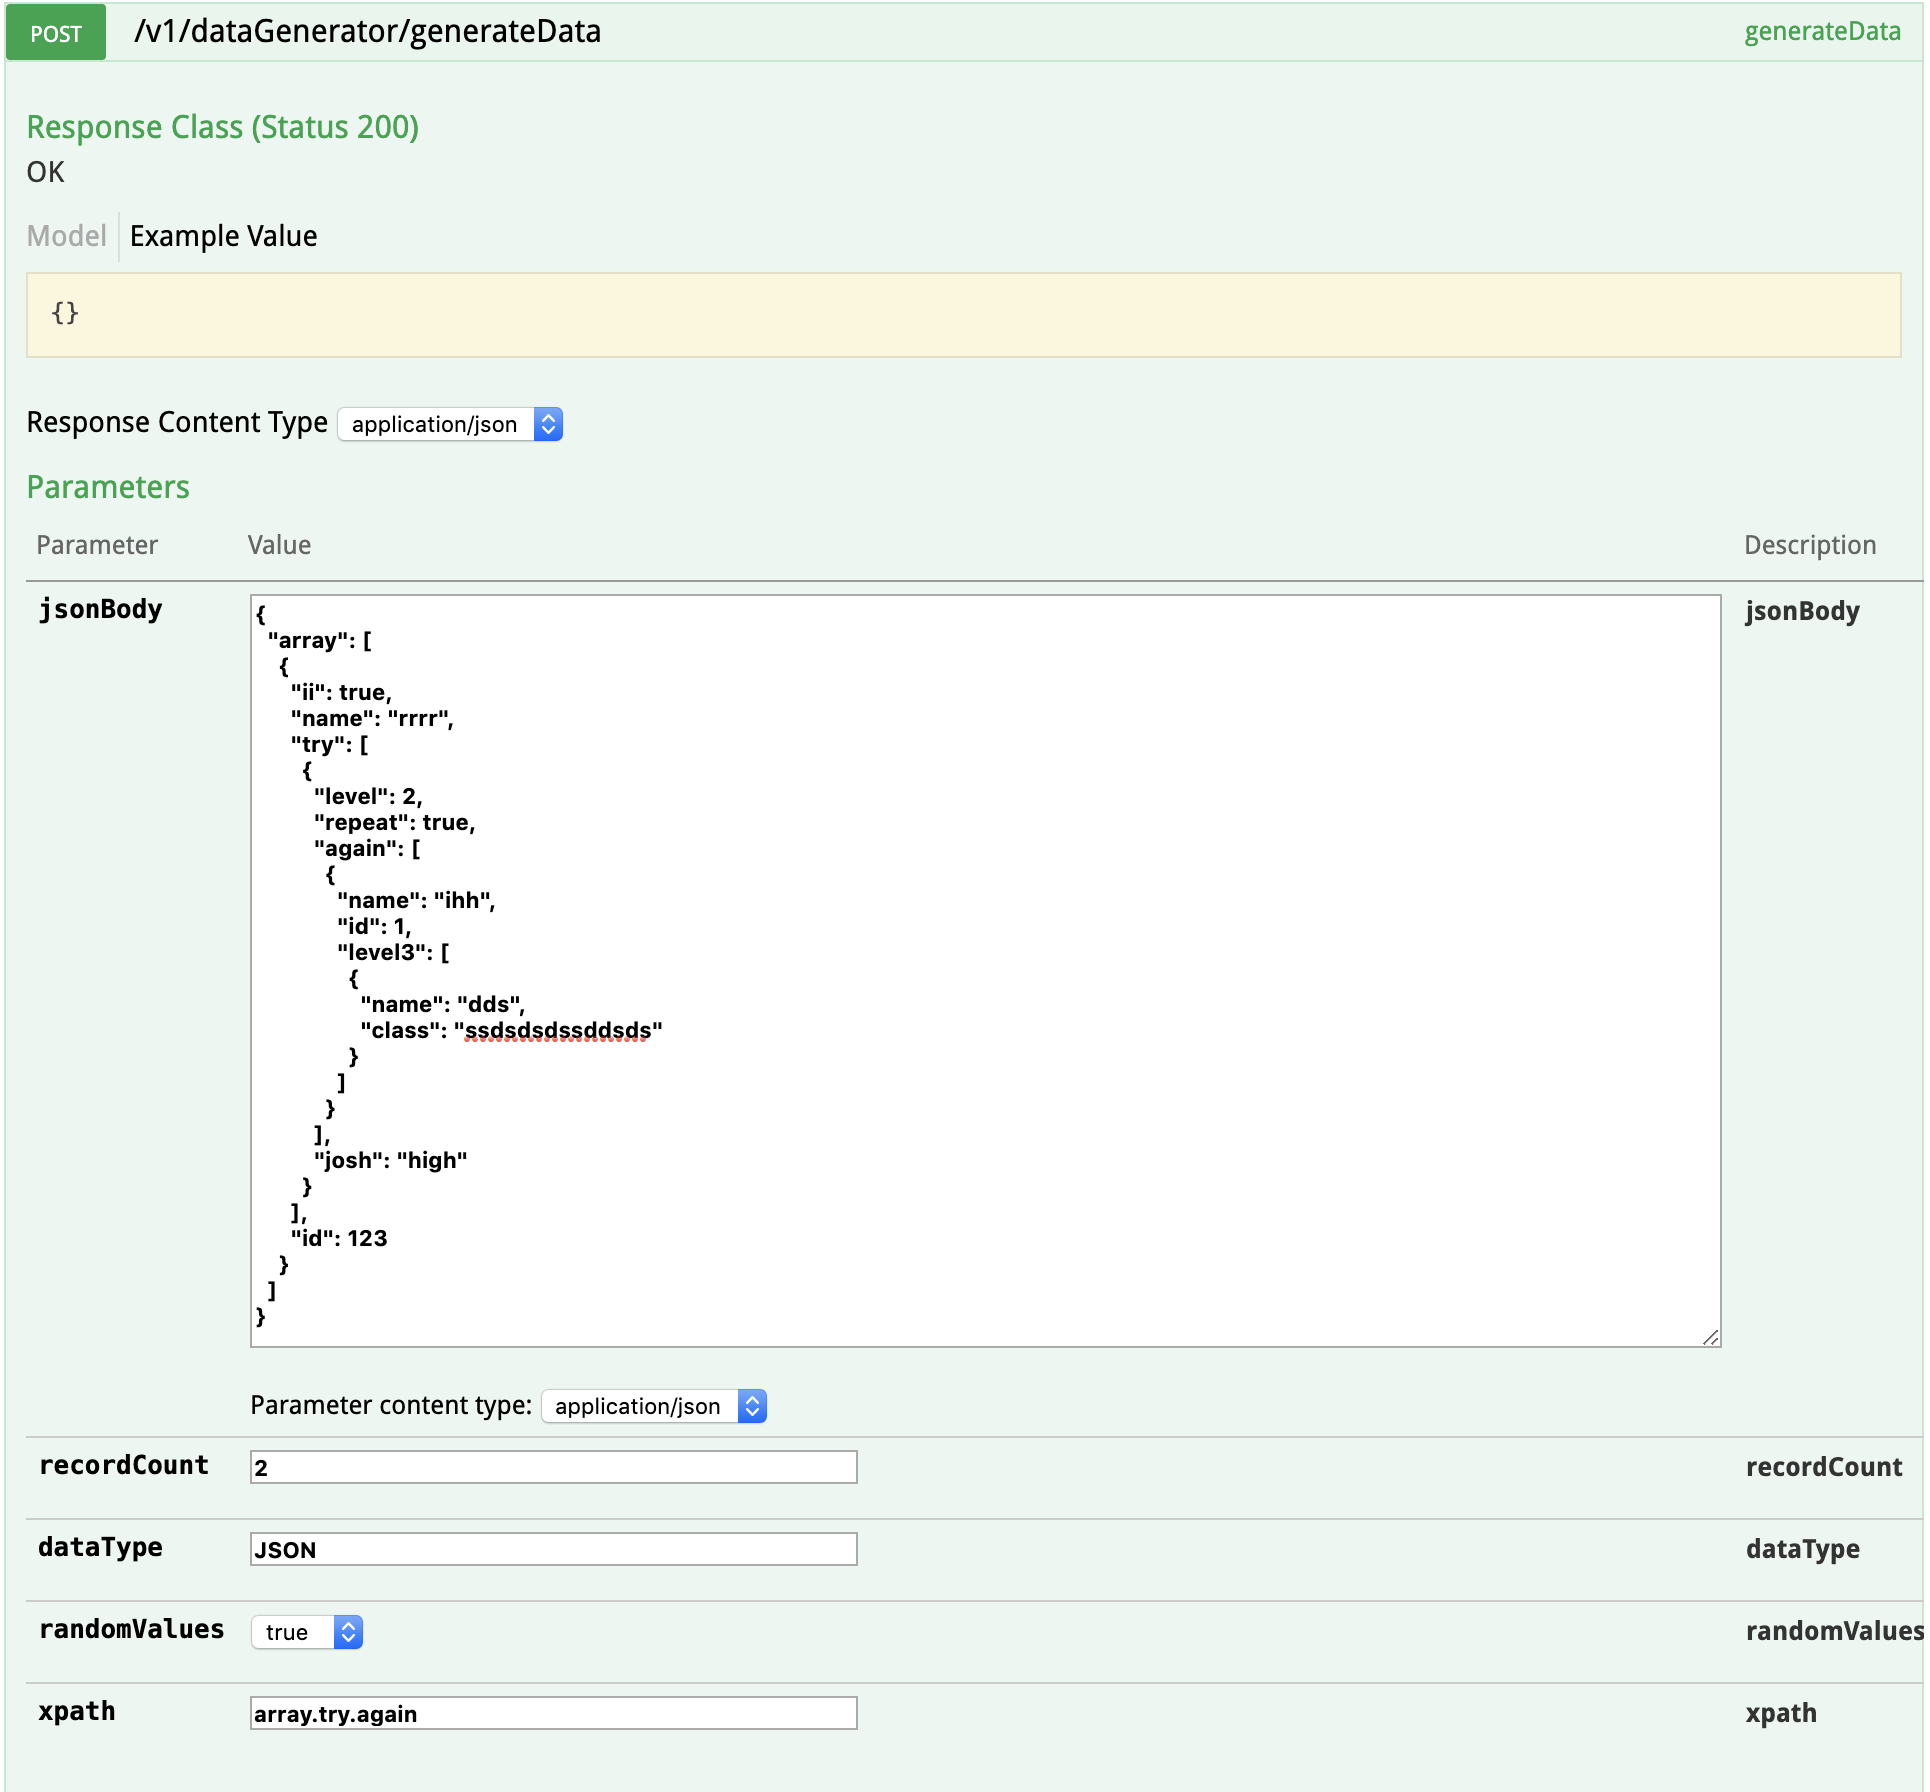 POST /v1/dataGenerator/generateData generateData
Response Class (Status 200)
OK
Model Example Value
{}
Response Content Type application/json
Parameters
Parameter Value Description
jsonBody { jsonBody
"array": [
{
"ii": true,
"name": "rrrr",
"try": [
{
"level": 2,
"repeat": true,
"again": [
{
"name": "ihh",
"id": 1,
"level3": [
{
"name": "dds",
"class": "ssdsdsdssddsds"
}
]
}
],
"josh": "high"
}
],
"id": 123
}
]
}
Parameter content type: application/json
recordCount 2 recordCount
dataType JSON dataType
randomValues true randomValues
xpath array.try.again xpath